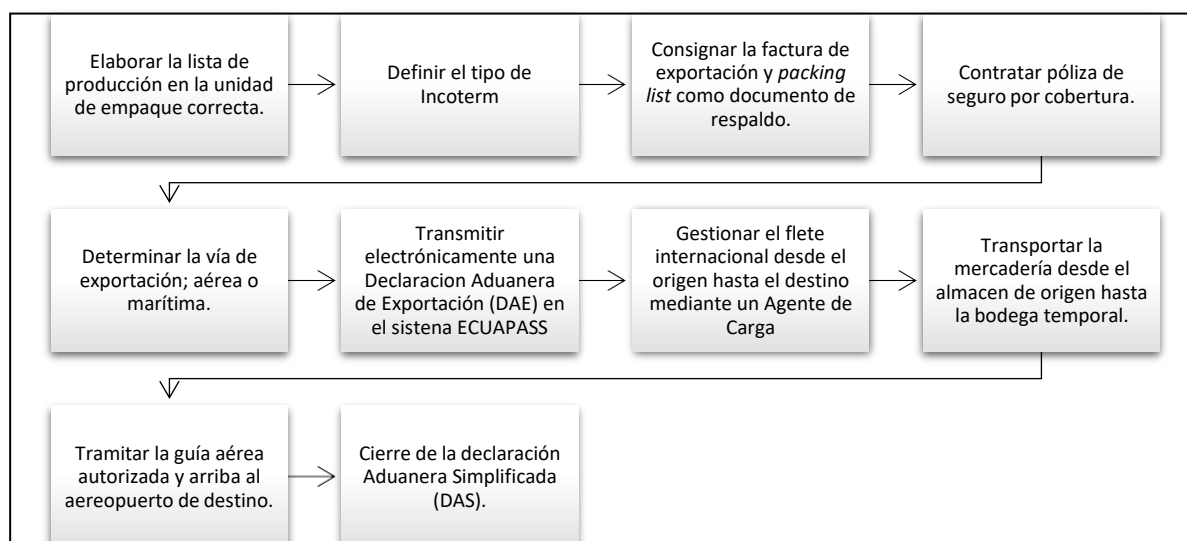 Elaborar la lista de
producción en la unidad
de empaque correcta.
Definir el tipo de
Incoterm
Consignar la factura de
exportación y packing
list como documento de
respaldo.
Contratar póliza de
seguro por cobertura.
Determinar la vía de
exportación; aérea o
marítima.
Transmitir
electrónicamente una
Declaracion Aduanera
de Exportación (DAE) en
el sistena ECUAPASS
Gestionar el flete
internacional desde el
origen hasta el destino
mediante un Agente de
Carga
Transportar la
mercadería desde el
almacen de origen hasta
la bodega temporal.
Tramitar la guía aérea
autorizada y arriba al
aereopuerto de destino.
Cierre de la declaración
Aduanera Simplificada
(DAS).